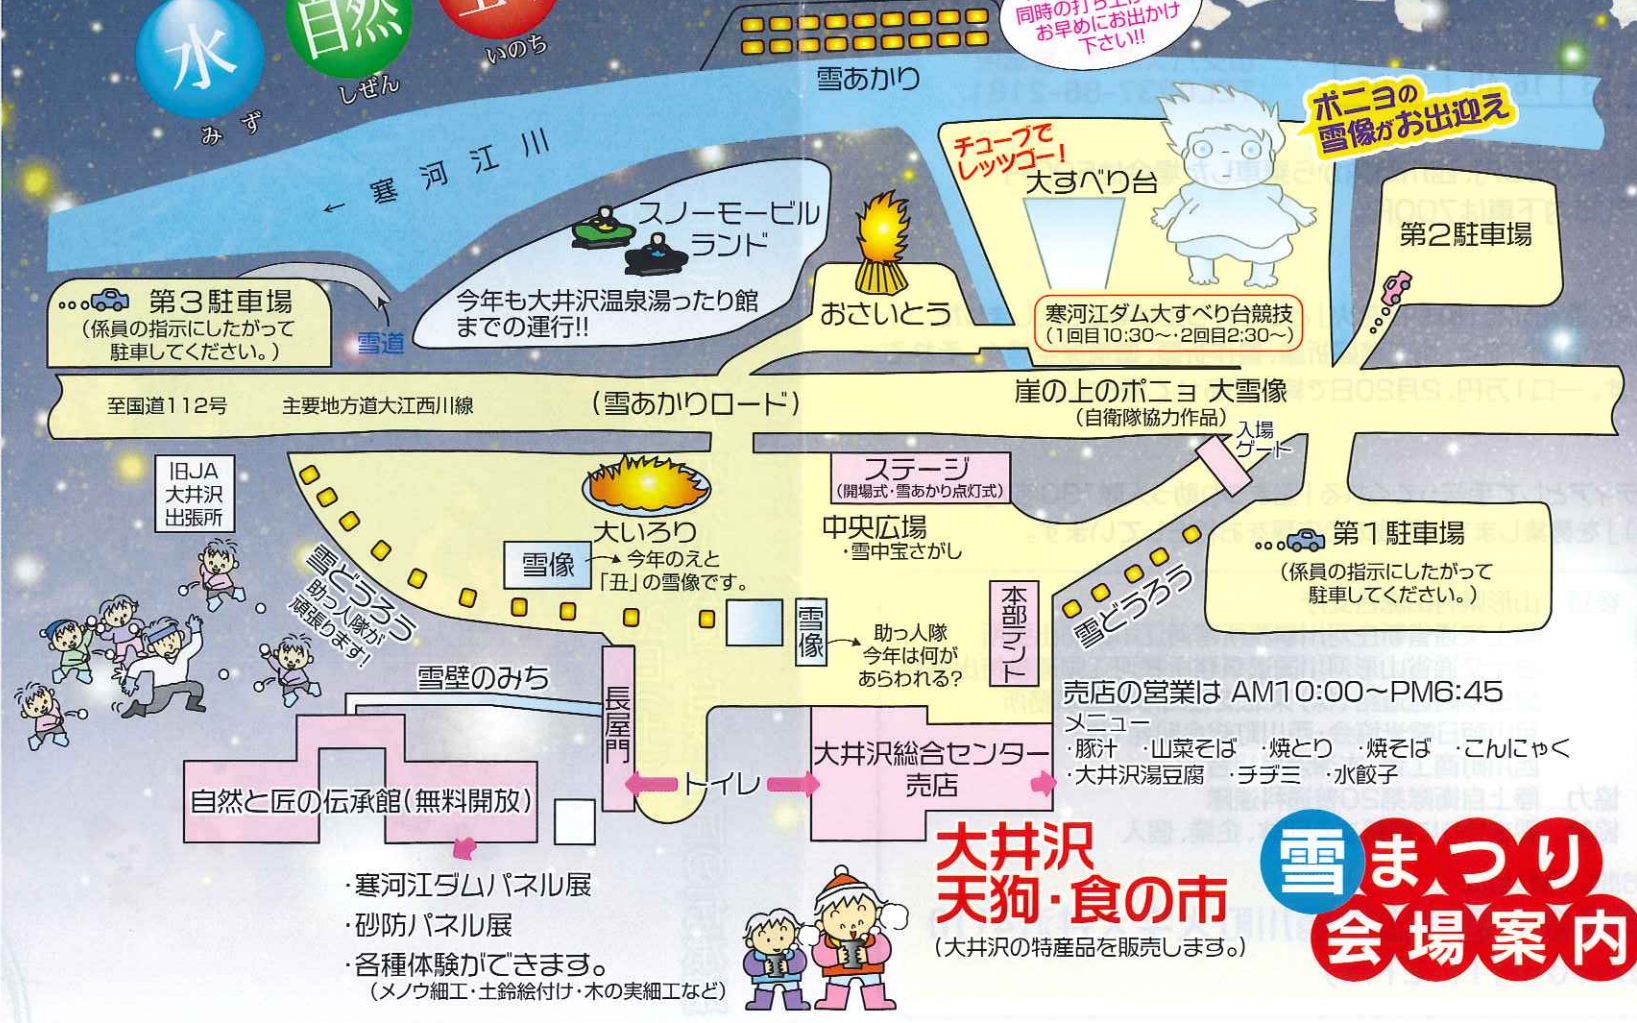 水
みず
自然
しぜん
いのち
お早めにお出かけ
下さい!!
雪あかり
ポニョの
雪像がお出迎え
← 寒河江川
チューブで
レッツゴー!
大すべり台
スノーモービル
ランド
今年も大井沢温泉湯ったり館
までの運行!!
おさいとう
寒河江ダム大すべり台競技
(1回目10:30〜・2回目2:30〜)
第2駐車場
第3駐車場
(係員の指示にしたがって
駐車してください。)
雪道
至国道112号
主要地方道大江西川線
(雪あかりロード)
崖の上のポニョ 大雪像
(自衛隊協力作品)
入場
ゲート
旧JA
大井沢
出張所
大いろり
ステージ
(開場式・雪あかり点灯式)
中央広場
・雪中宝さがし
雪像
→今年のえと
「丑」の雪像です。
雪どうろう
助っ人隊が
頑張ります!
雪像
助っ人隊
今年は何が
あらわれる?
本部テント
雪どうろう
第1駐車場
(係員の指示にしたがって
駐車してください。)
雪壁のみち
長屋門
トイレ
大井沢総合センター
売店
売店の営業は AM10:00〜PM6:45
メニュー
・豚汁 ・山菜そば ・焼とり ・焼そば ・こんにゃく
・大井沢湯豆腐 ・チヂミ ・水餃子
自然と匠の伝承館(無料開放)
・寒河江ダムパネル展
・砂防パネル展
・各種体験ができます。
(メノウ細工・土鈴絵付け・木の実細工など)
大井沢
天狗・食の市
(大井沢の特産品を販売します。)
雪まつり
会場案内